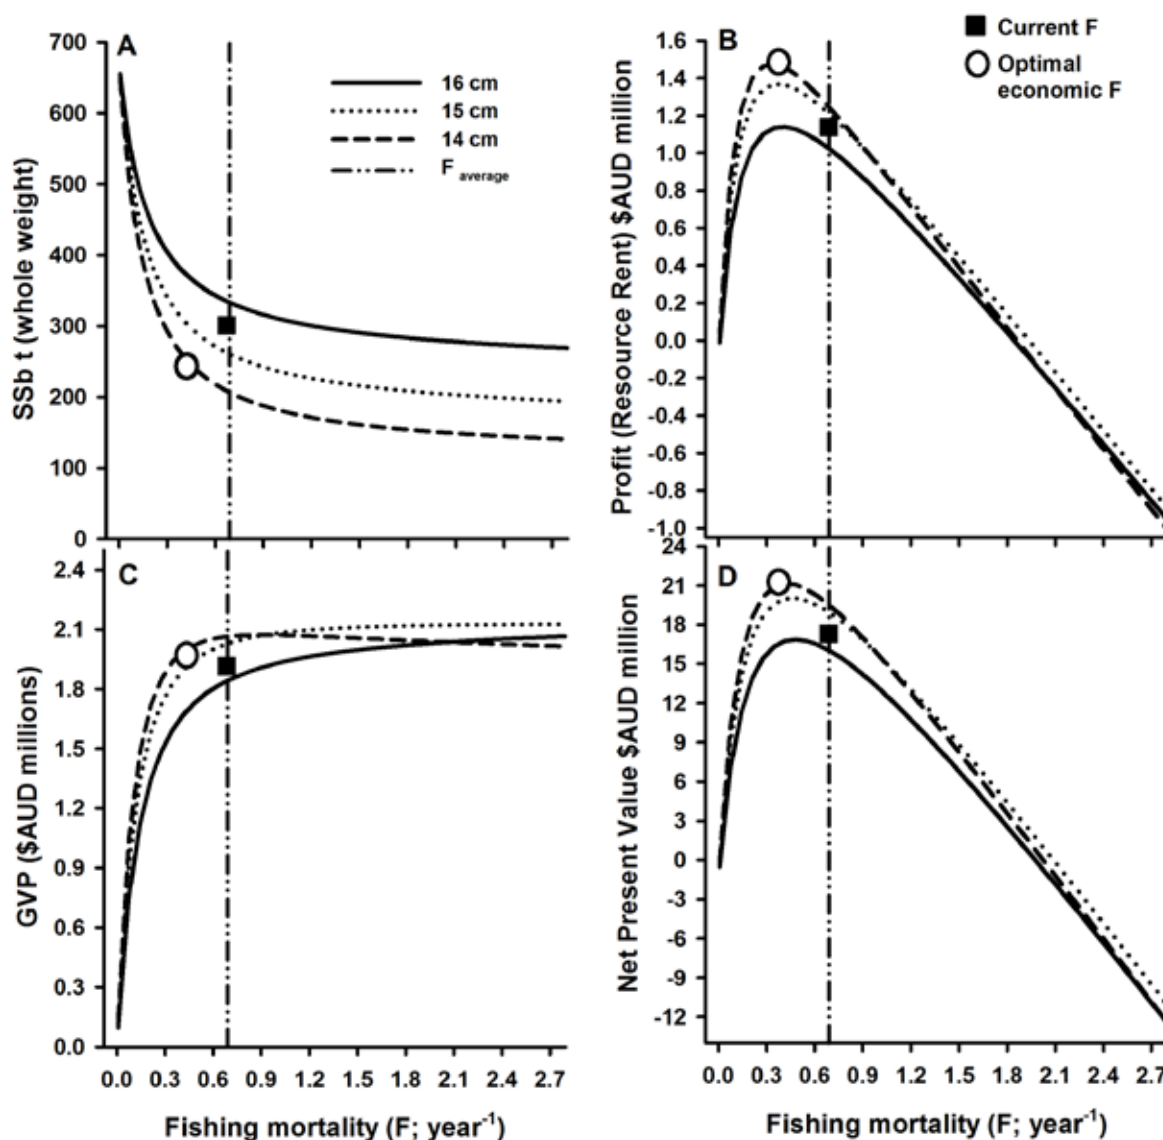 A
B
Current F
Optimal
economic F
16 cm
15 cm
14 cm
F average
SSb t (whole weight)
700
600
500
400
300
200
100
0
Profit (Resource Rent) $AUD million
1.6
1.4
1.2
1.0
0.8
0.6
0.4
0.2
0.0
-0.2
-0.4
-0.6
-0.8
-1.0
C
GVP ($AUD millions)
2.4
2.1
1.8
1.5
1.2
0.9
0.6
0.3
0.0
D
Net Present Value $AUD million
24
21
18
15
12
9
6
3
0
-3
-6
-9
-12
0.0 0.3 0.6 0.9 1.2 1.5 1.8 2.1 2.4 2.7
0.0 0.3 0.6 0.9 1.2 1.5 1.8 2.1 2.4 2.7
Fishing mortality (F; year⁻¹)
Fishing mortality (F; year⁻¹)